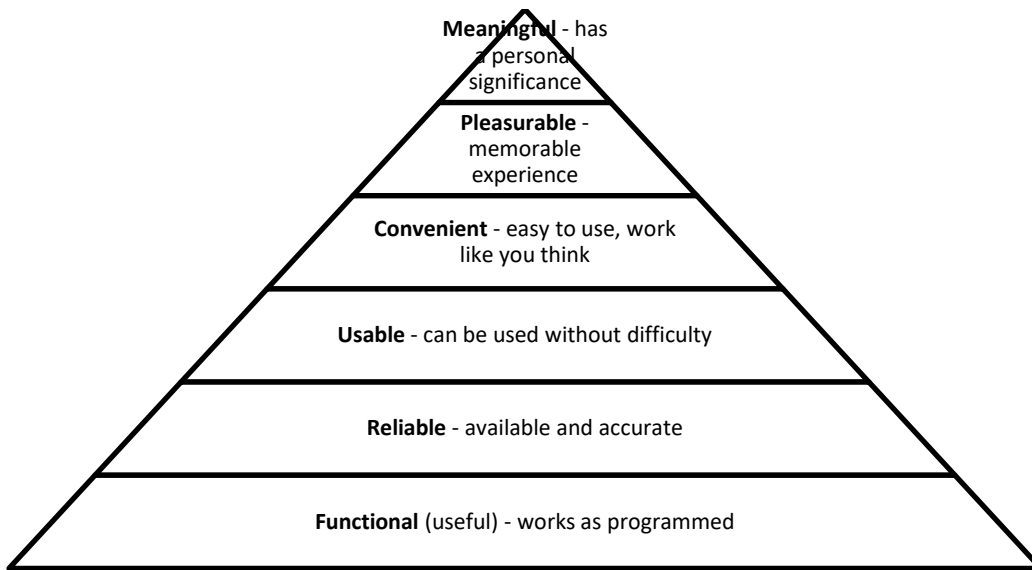 Meaningful - has
a personal
significance
Pleasurable -
memorable
experience
Convenient - easy to use, work
like you think
Usable - can be used without difficulty
Reliable - available and accurate
Functional (useful) - works as programmed